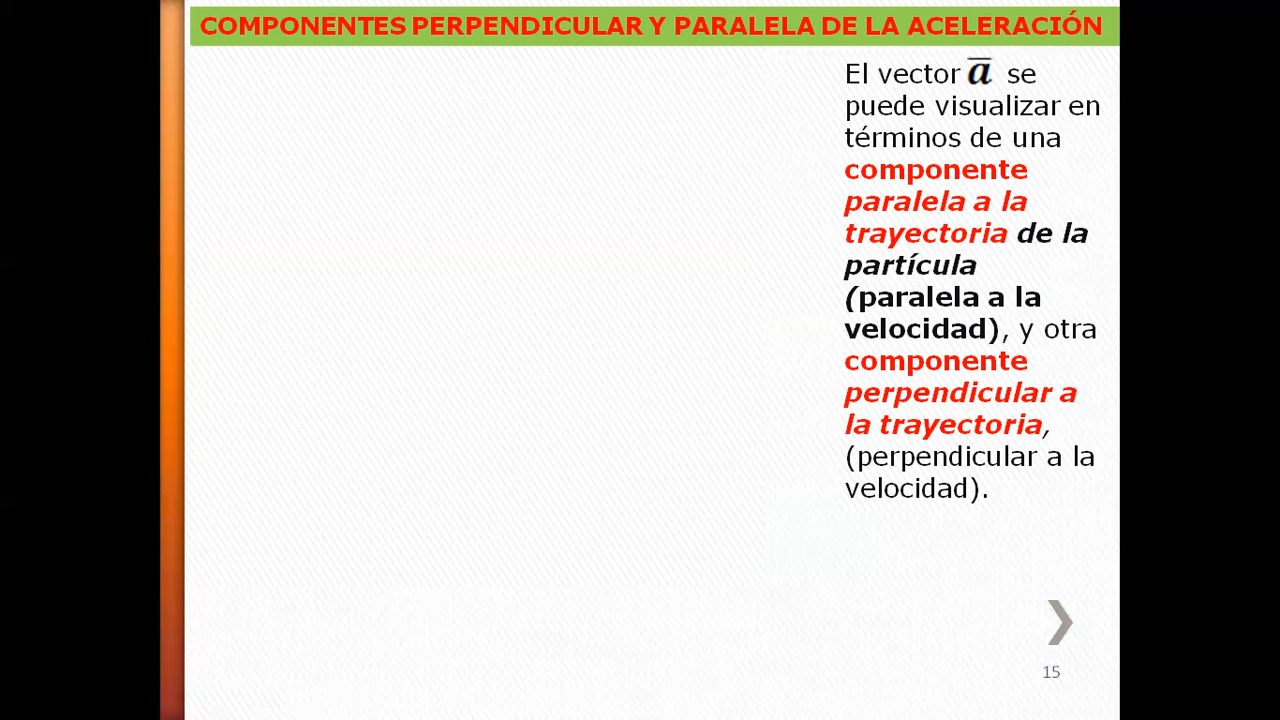 COMPONENTES PERPENDICULAR Y PARALELA DE LA ACELERACIÓN
El vector a̅ se
puede visualizar en
términos de una
componente
paralela a la
trayectoria de la
partícula
(paralela a la
velocidad), y otra
componente
perpendicular a
la trayectoria,
(perpendicular a la
velocidad).
15